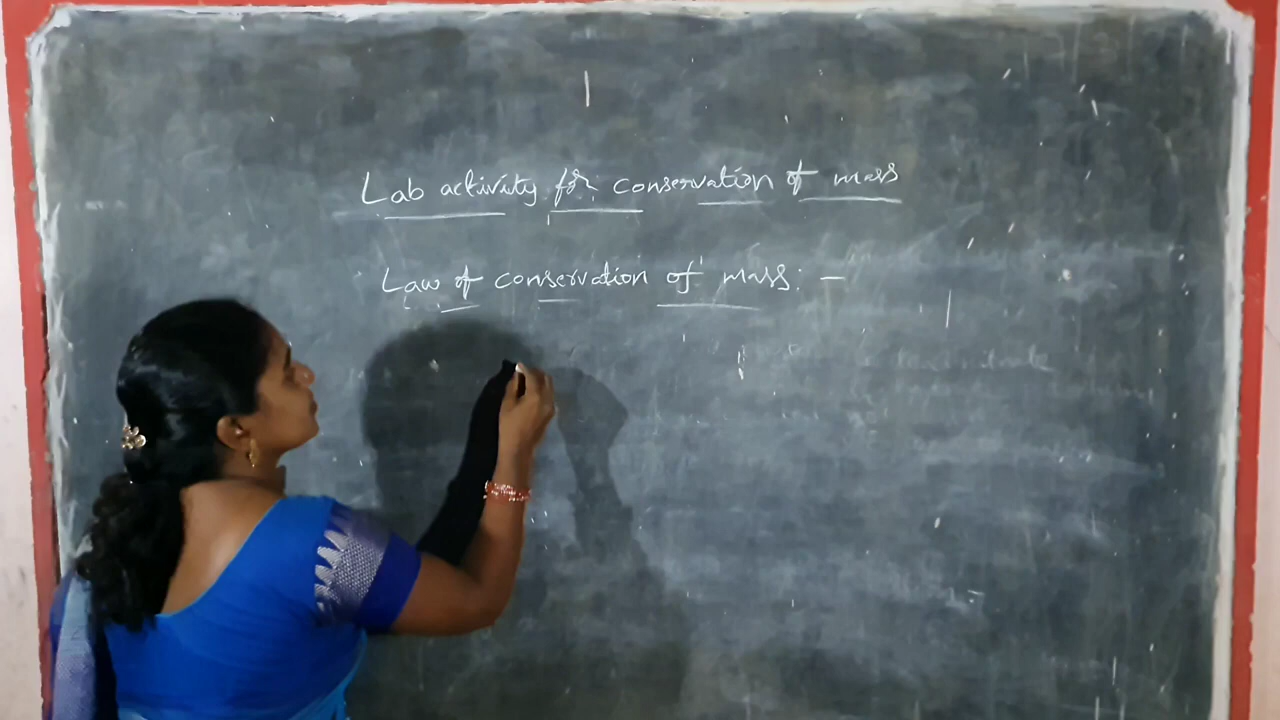 Lab activity for conservation of mass
Law of conservation of mass: -